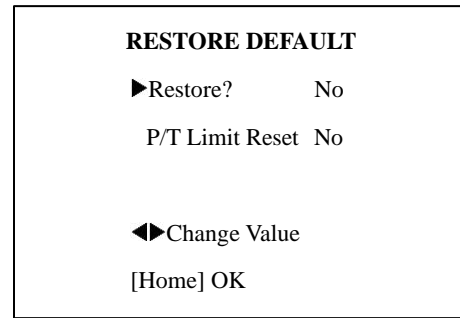 RESTORE DEFAULT
▶Restore? No
P/T Limit Reset No
◀▶Change Value
[Home] OK